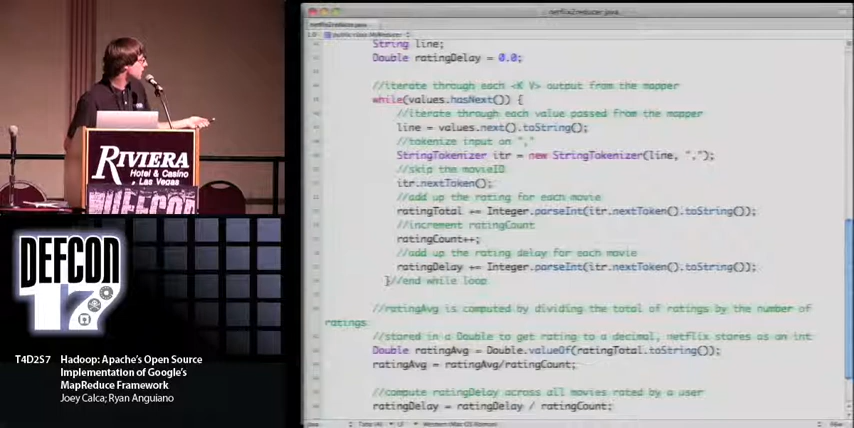 netflix2reducer.java
String line;
Double ratingDelay = 0.0;
//iterate through each <K V> output from the mapper
while(values.hasNext()) {
//iterate through each value passed from the mapper
line = values.next().toString();
//tokenize input on ","
StringTokenizer itr = new StringTokenizer(line, ",");
//skip the movieID
itr.nextToken();
//add up the rating for each movie
ratingTotal += Integer.parseInt(itr.nextToken().toString());
//increment ratingCount
ratingCount++;
//add up the rating delay for each movie
ratingDelay += Integer.parseInt(itr.nextToken().toString());
}//end while loop
//ratingAvg is computed by dividing the total of ratings by the number of
ratings
//stored in a Double to get rating to a decimal, netflix stores as an int
Double ratingAvg = Double.valueOf(ratingTotal.toString());
ratingAvg = ratingAvg/ratingCount;
//compute ratingDelay across all movies rated by a user
ratingDelay = ratingDelay / ratingCount;
RIVIERA
Hotel & Casino
Las Vegas
DEFCON
DEFCON
17
T4D2S7
Hadoop: Apache's Open Source
Implementation of Google's
MapReduce Framework
Joey Calca; Ryan Anguiano